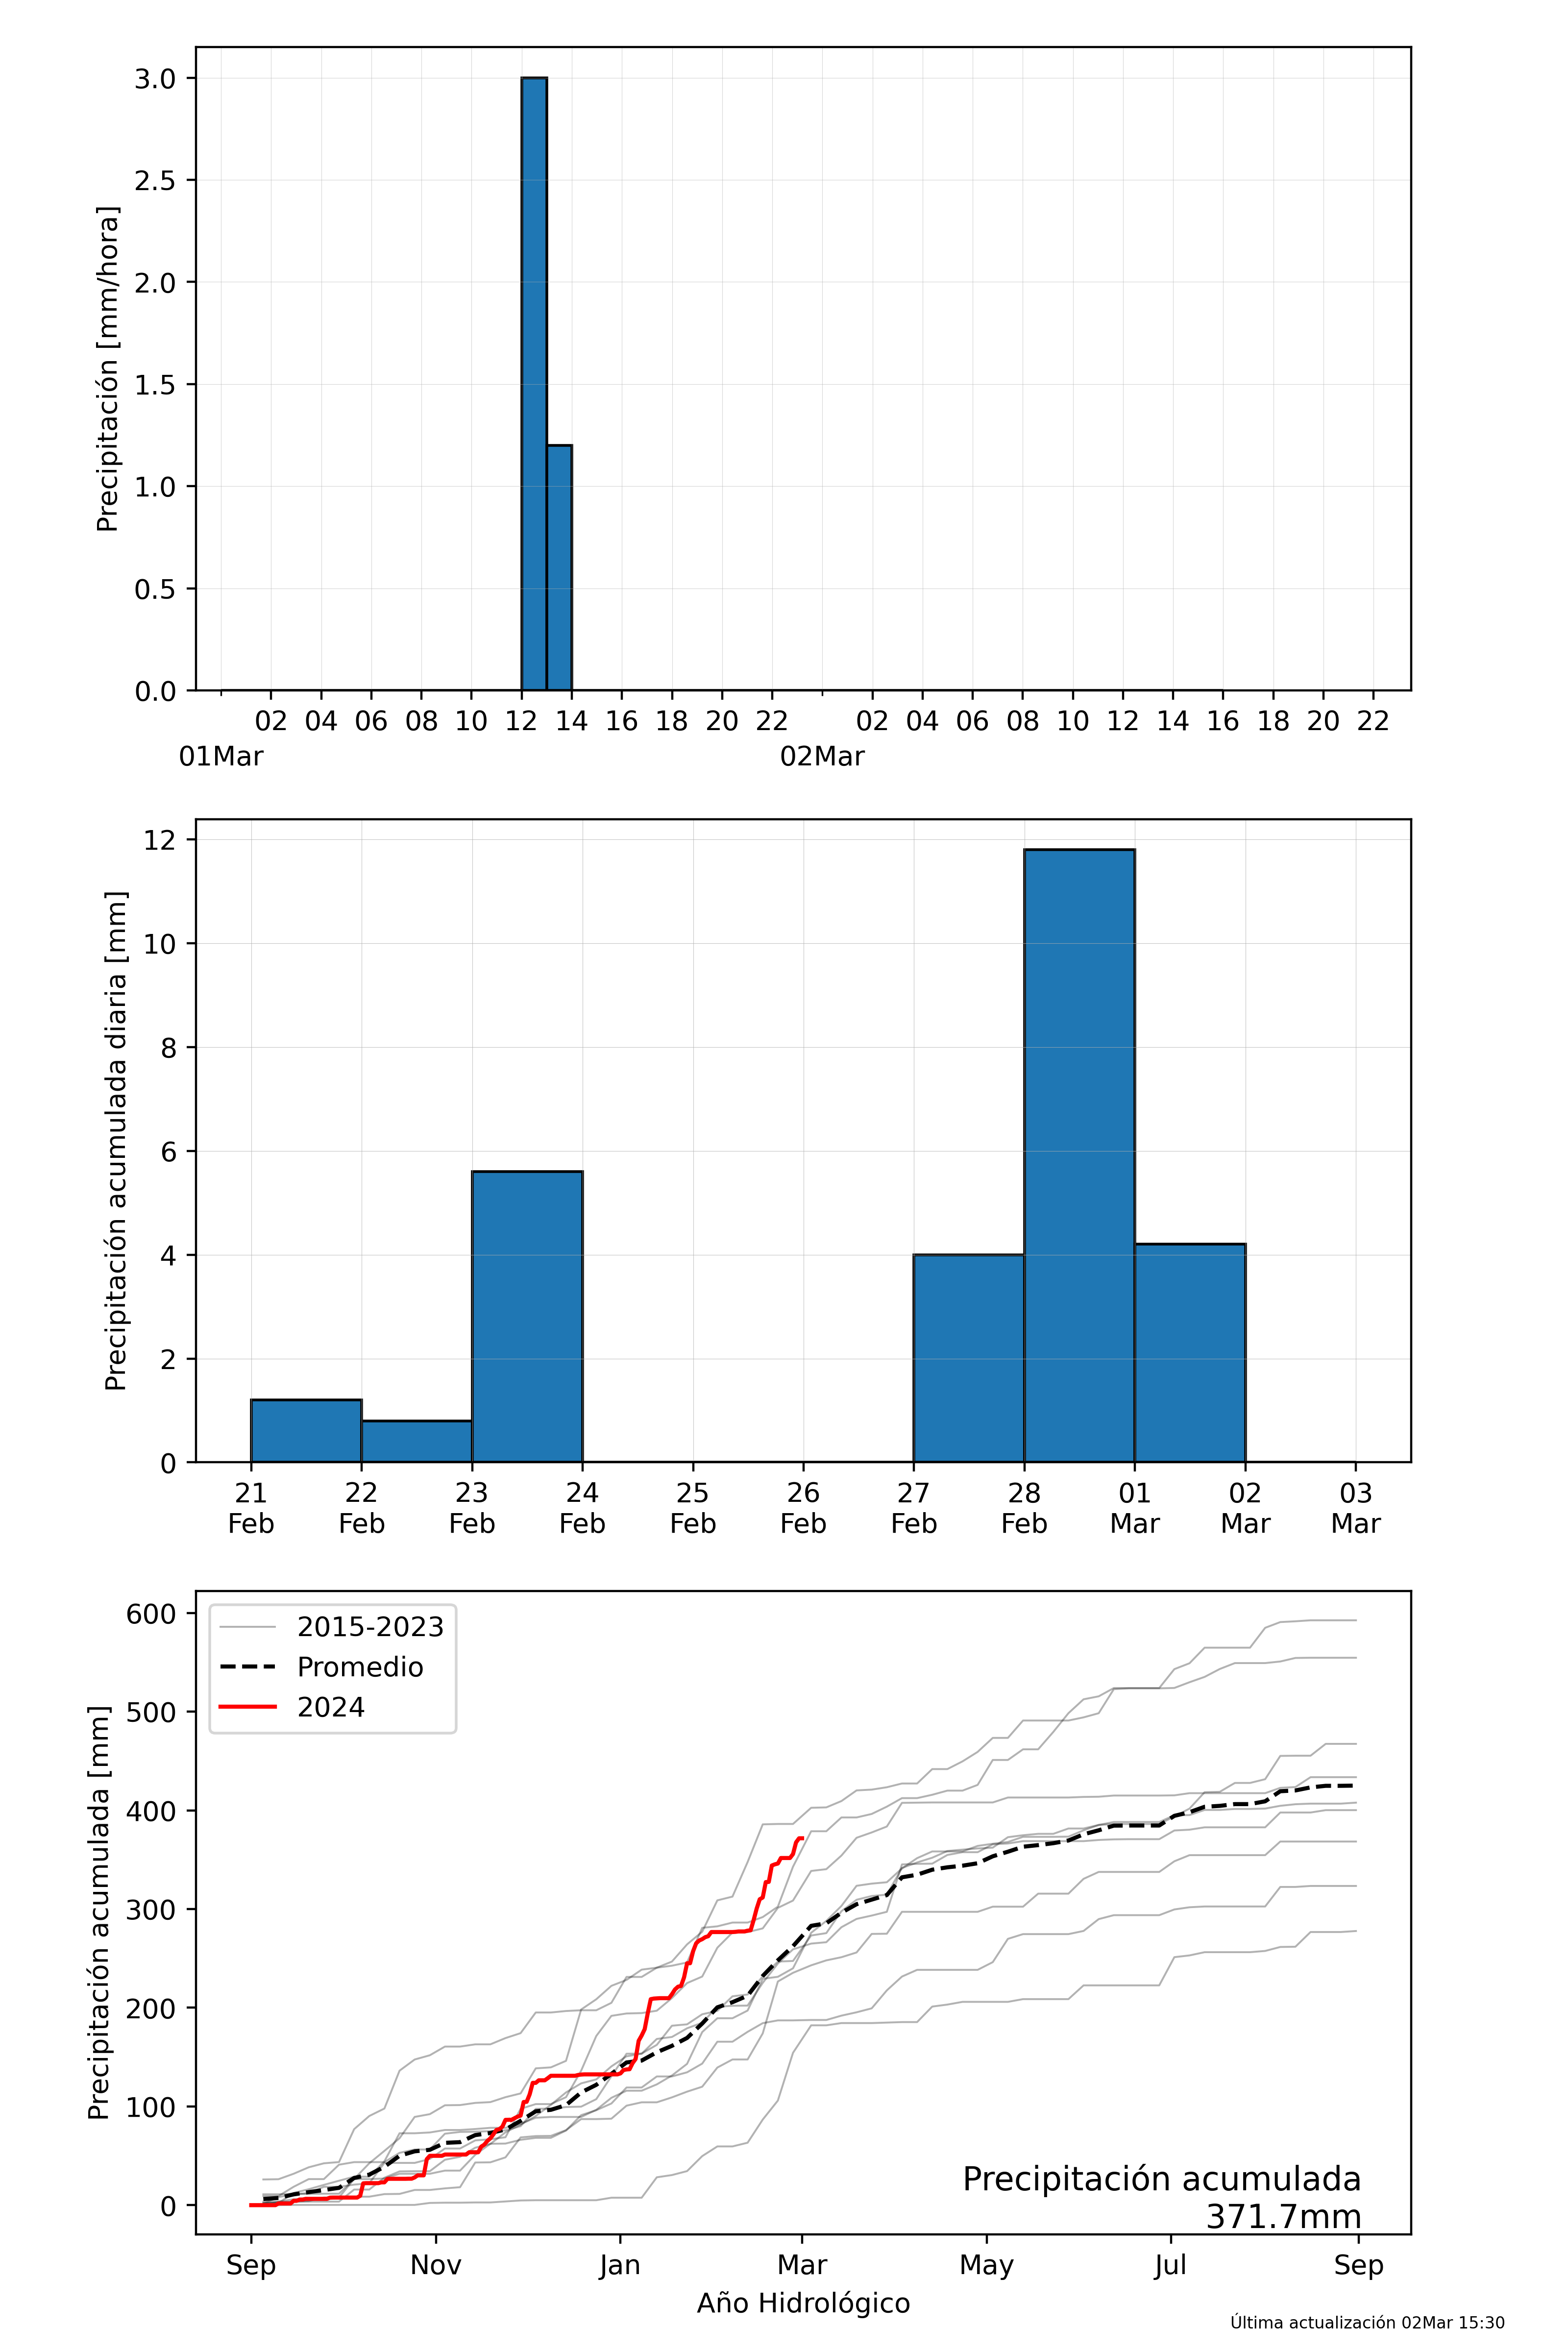 Precipitación [mm/hora]
3.0
2.5
2.0
1.5
1.0
0.5
0.0
02 04 06 08 10 12 14 16 18 20 22 02 04 06 08 10 12 14 16 18 20 22
01Mar 02Mar
Precipitación acumulada diaria [mm]
12
10
8
6
4
2
0
21 22 23 24 25 26 27 28 01 02 03
Feb Feb Feb Feb Feb Feb Feb Feb Mar Mar Mar
Precipitación acumulada [mm]
600
500
400
300
200
100
0
2015-2023
Promedio
2024
Precipitación acumulada
371.7mm
Sep Nov Jan Mar May Jul Sep
Año Hidrológico
Última actualización 02Mar 15:30